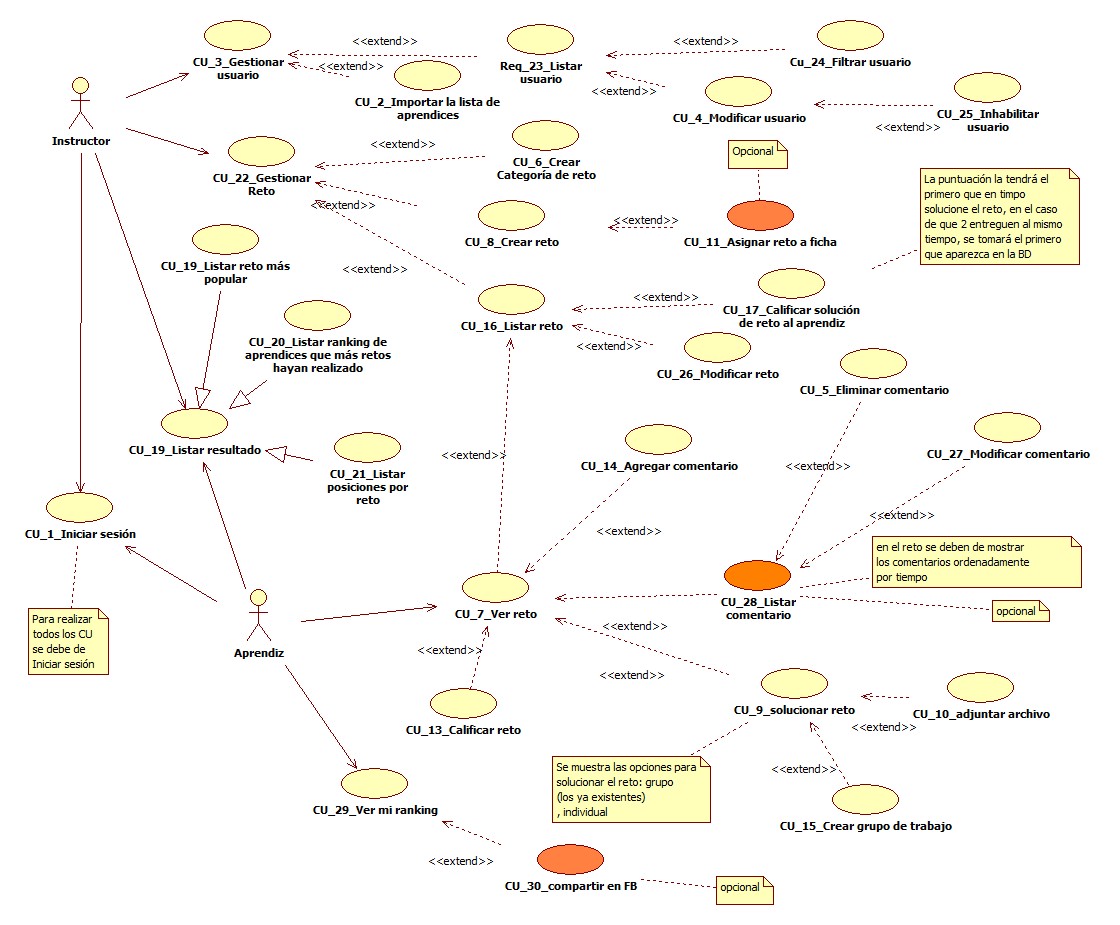 <<extend>>
CU_3_Gestionar
usuario
<<extend>>
Req_23_Listar
usuario
<<extend>>
Cu_24_Filtrar usuario
CU_2_Importar la lista de
aprendices
<<extend>>
CU_4_Modificar usuario
CU_25_Inhabilitar
usuario
<<extend>>
Instructor
CU_22_Gestionar
Reto
<<extend>>
CU_6_Crear
Categoría de reto
Opcional
<<extend>>
CU_8_Crear reto
<<extend>>
CU_11_Asignar reto a ficha
La puntuación la tendrá el
primero que en timpo
solucione el reto, en el caso
de que 2 entreguen al mismo
tiempo, se tomará el primero
que aparezca en la BD
CU_19_Listar reto más
popular
<<extend>>
CU_16_Listar reto
<<extend>>
CU_17_Calificar solución
de reto al aprendiz
<<extend>>
CU_26_Modificar reto
CU_20_Listar ranking de
aprendices que más retos
hayan realizado
CU_5_Eliminar comentario
CU_19_Listar resultado
CU_21_Listar
posiciones por
reto
<<extend>>
CU_14_Agregar comentario
<<extend>>
CU_27_Modificar comentario
<<extend>>
<<extend>>
CU_1_Iniciar sesión
en el reto se deben de mostrar
los comentarios ordenadamente
por tiempo
CU_7_Ver reto
CU_28_Listar
comentario
opcional
<<extend>>
Para realizar
todos los CU
se debe de
Iniciar sesión
Aprendiz
<<extend>>
<<extend>>
CU_13_Calificar reto
CU_9_solucionar reto
CU_10_adjuntar archivo
<<extend>>
Se muestra las opciones para
solucionar el reto: grupo
(los ya existentes)
, individual
<<extend>>
CU_15_Crear grupo de trabajo
CU_29_Ver mi ranking
<<extend>>
CU_30_compartir en FB
opcional